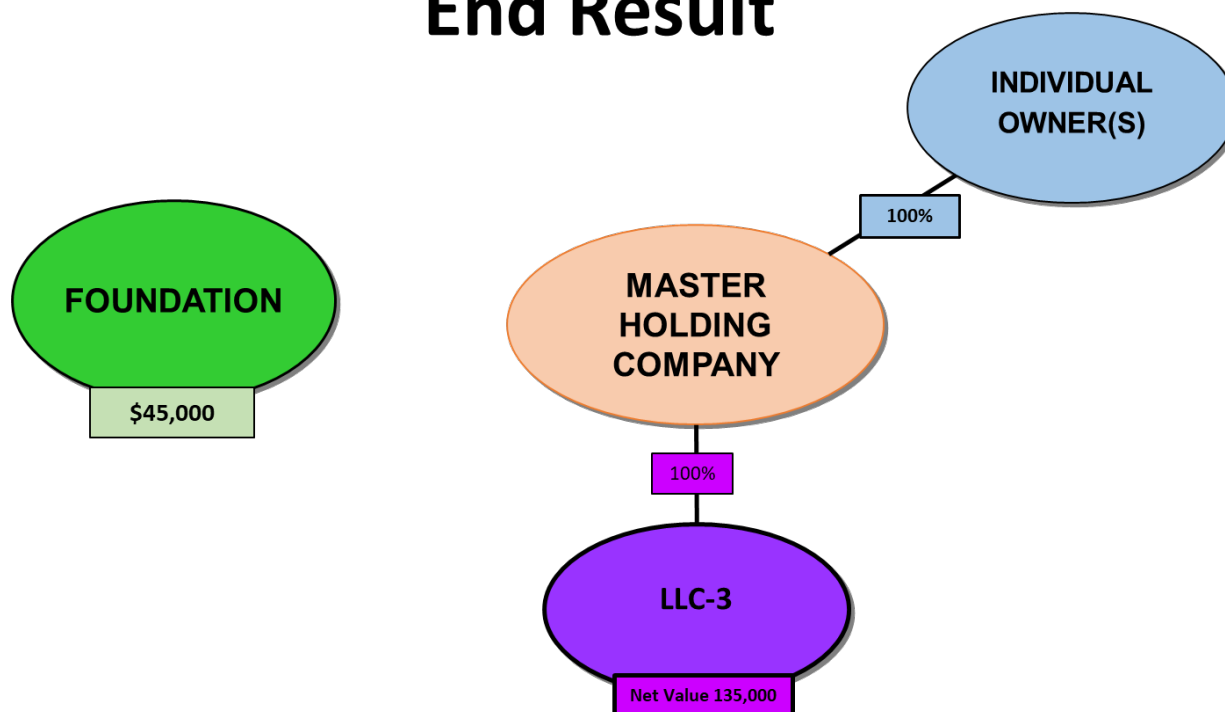 End Result
INDIVIDUAL
OWNER(S)
100%
FOUNDATION
$45,000
MASTER
HOLDING
COMPANY
100%
LLC-3
Net Value 135,000